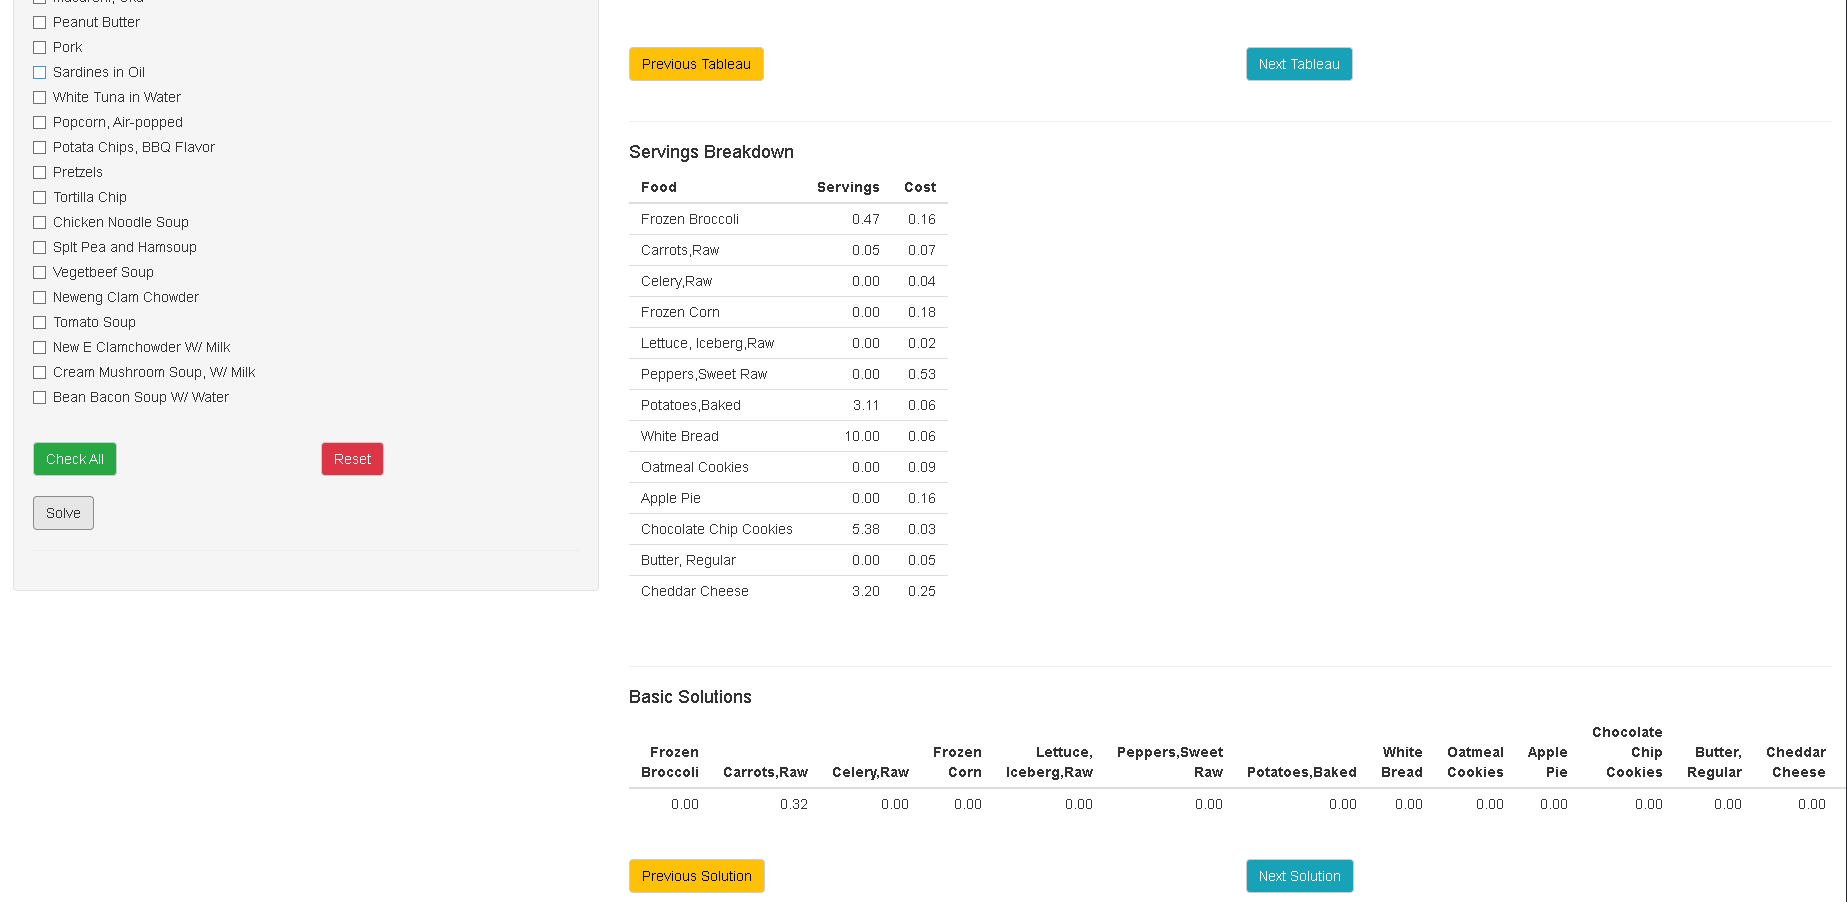 Peanut Butter
Pork
Sardines in Oil
White Tuna in Water
Popcorn, Air-popped
Potata Chips, BBQ Flavor
Pretzels
Tortilla Chip
Chicken Noodle Soup
Splt Pea and Hamsoup
Vegetbeef Soup
Neweng Clam Chowder
Tomato Soup
New E Clamchowder W/ Milk
Cream Mushroom Soup, W/ Milk
Bean Bacon Soup W/ Water
Check All Reset
Solve
Previous Tableau Next Tableau
Servings Breakdown
Food Servings Cost
Frozen Broccoli 0.47 0.16
Carrots,Raw 0.05 0.07
Celery,Raw 0.00 0.04
Frozen Corn 0.00 0.18
Lettuce, Iceberg,Raw 0.00 0.02
Peppers,Sweet Raw 0.00 0.53
Potatoes,Baked 3.11 0.06
White Bread 10.00 0.06
Oatmeal Cookies 0.00 0.09
Apple Pie 0.00 0.16
Chocolate Chip Cookies 5.38 0.03
Butter, Regular 0.00 0.05
Cheddar Cheese 3.20 0.25
Basic Solutions
Chocolate
Frozen Frozen Lettuce, Peppers,Sweet White Oatmeal Apple Chip Butter, Cheddar
Broccoli Carrots,Raw Celery,Raw Corn Iceberg,Raw Raw Potatoes,Baked Bread Cookies Pie Cookies Regular Cheese
0.00 0.32 0.00 0.00 0.00 0.00 0.00 0.00 0.00 0.00 0.00 0.00 0.00
Previous Solution Next Solution